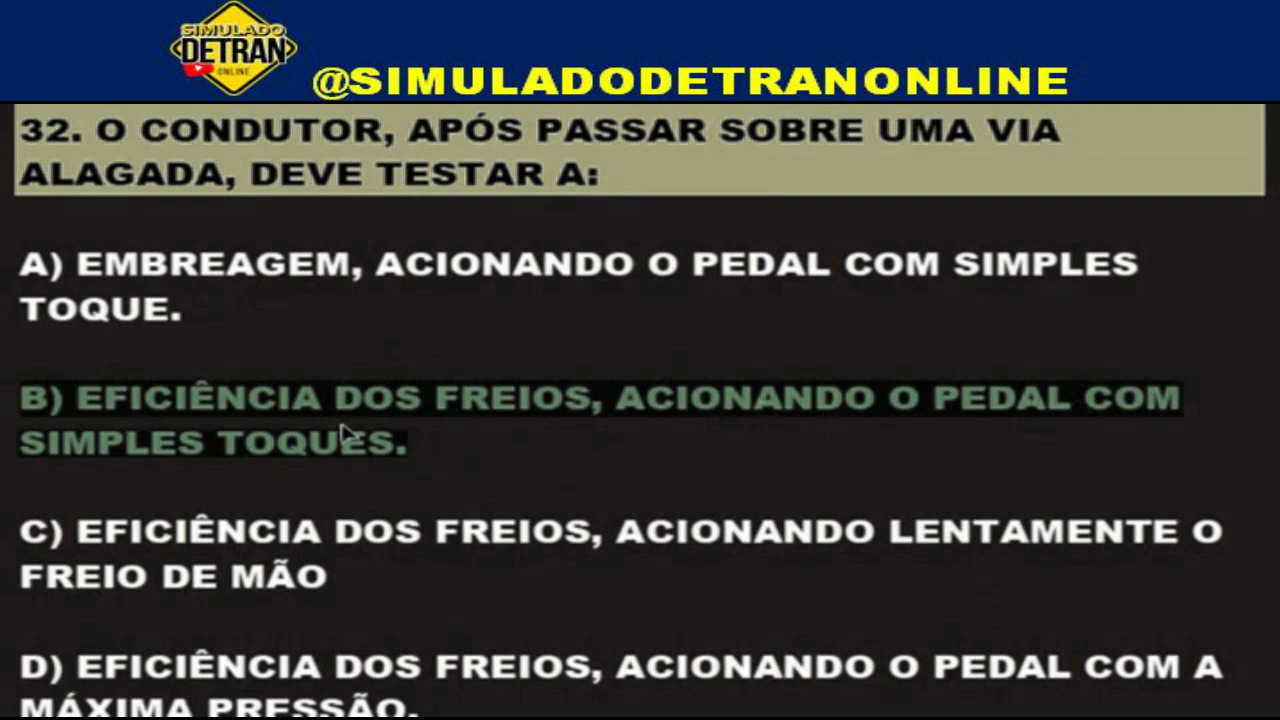 SIMULADO
DETRAN
ONLINE
@SIMULADODETRANONLINE
32. O CONDUTOR, APÓS PASSAR SOBRE UMA VIA
ALAGADA, DEVE TESTAR A:
A) EMBREAGEM, ACIONANDO O PEDAL COM SIMPLES
TOQUE.
B) EFICIÊNCIA DOS FREIOS, ACIONANDO O PEDAL COM
SIMPLES TOQUES.
C) EFICIÊNCIA DOS FREIOS, ACIONANDO LENTAMENTE O
FREIO DE MÃO
D) EFICIÊNCIA DOS FREIOS, ACIONANDO O PEDAL COM A
MÁXIMA PRESSÃO.